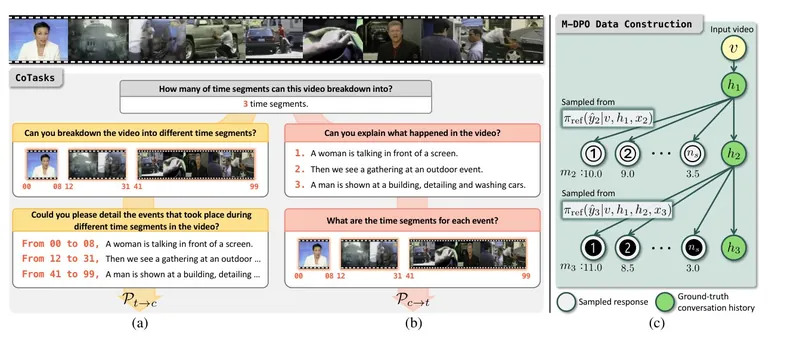 CoTasks
How many of time segments can this video breakdown into?
3 time segments.
Can you breakdown the video into different time segments?
00 08 12 31 41 99
Could you please detail the events that took place during
different time segments in the video?
From 00 to 08, A woman is talking in front of a screen.
From 12 to 31, Then we see a gathering at an outdoor ...
From 41 to 99, A man is shown at a building, detailing ...
P_{t→c}
(a)
Can you explain what happened in the video?
1. A woman is talking in front of a screen.
2. Then we see a gathering at an outdoor event.
3. A man is shown at a building, detailing and washing cars.
What are the time segments for each event?
00 08 12 31 41 99
P_{c→t}
(b)
M-DPO Data Construction
Input video
v
h₁
Sampled from
π_ref(ŷ₂|v, h₁, x₂)
1 2 ··· nₛ h₂
m₂ :10.0 9.0 3.5
Sampled from
π_ref(ŷ₃|v, h₁, h₂, x₃)
1 2 ··· nₛ h₃
m₃ :11.0 8.5 3.0
Sampled response
Ground-truth
conversation history
(c)